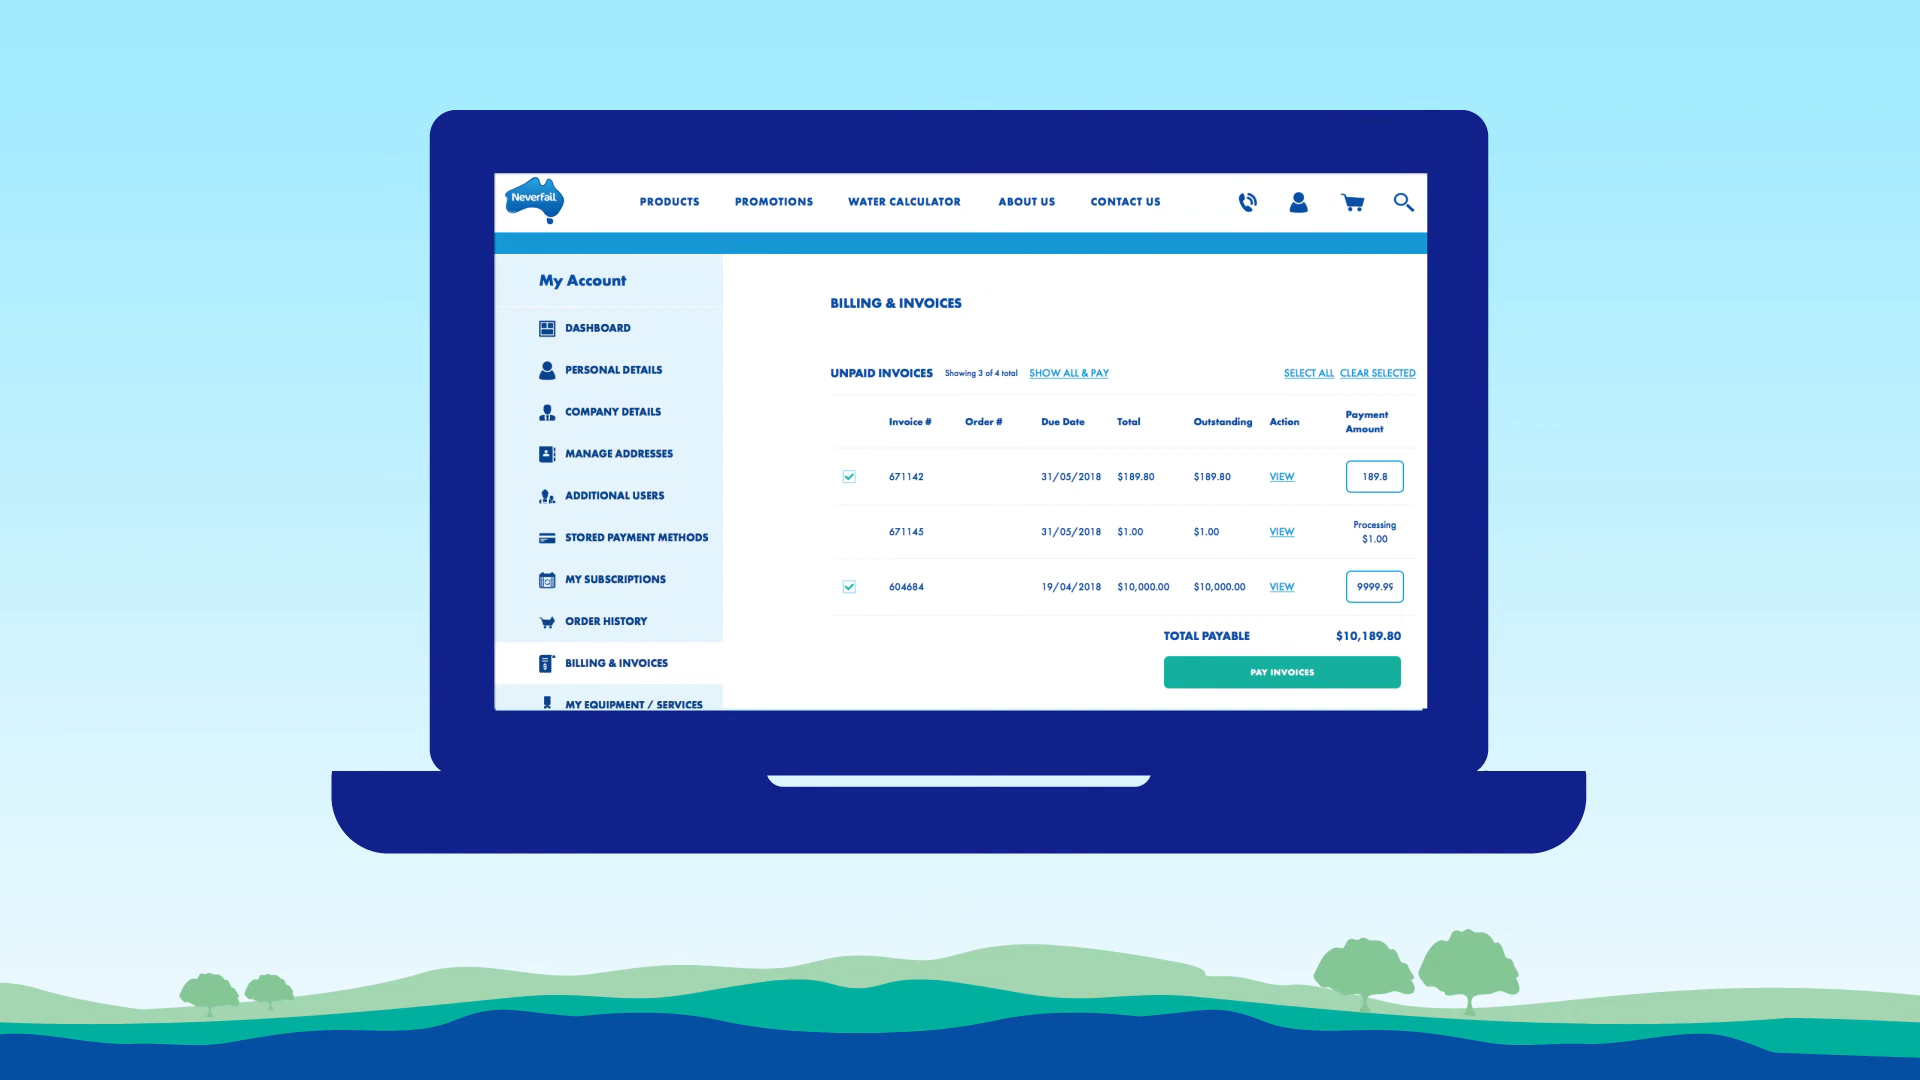 Neverfail
PRODUCTS PROMOTIONS WATER CALCULATOR ABOUT US CONTACT US
My Account
DASHBOARD
PERSONAL DETAILS
COMPANY DETAILS
MANAGE ADDRESSES
ADDITIONAL USERS
STORED PAYMENT METHODS
MY SUBSCRIPTIONS
ORDER HISTORY
BILLING & INVOICES
MY EQUIPMENT / SERVICES
BILLING & INVOICES
UNPAID INVOICES Showing 3 of 4 total SHOW ALL & PAY SELECT ALL CLEAR SELECTED
Invoice # Order # Due Date Total Outstanding Action Payment Amount
671142 31/05/2018 $189.80 $189.80 VIEW 189.8
671145 31/05/2018 $1.00 $1.00 VIEW Processing $1.00
604684 19/04/2018 $10,000.00 $10,000.00 VIEW 9999.99
TOTAL PAYABLE $10,189.80
PAY INVOICES